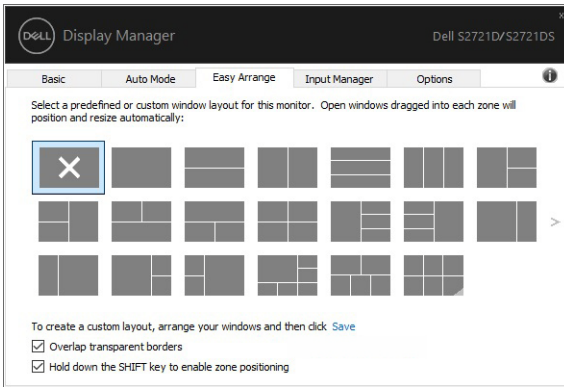 DELL Display Manager Dell S2721D/S2721DS
Basic Auto Mode Easy Arrange Input Manager Options
Select a predefined or custom window layout for this monitor. Open windows dragged into each zone will
position and resize automatically:
To create a custom layout, arrange your windows and then click Save
Overlap transparent borders
Hold down the SHIFT key to enable zone positioning